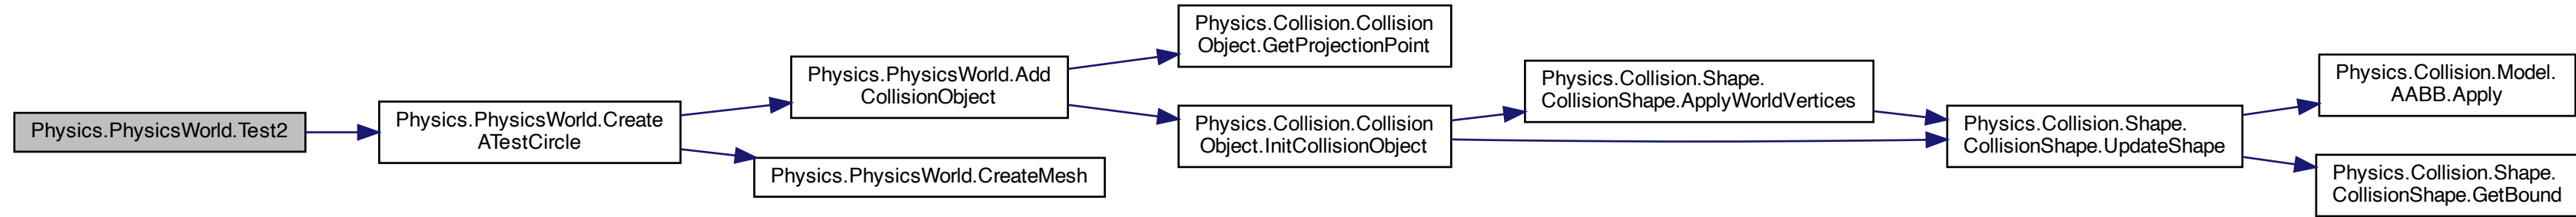 Physics.PhysicsWorld.Test2
Physics.PhysicsWorld.Create
ATestCircle
Physics.PhysicsWorld.Add
CollisionObject
Physics.PhysicsWorld.CreateMesh
Physics.Collision.Collision
Object.GetProjectionPoint
Physics.Collision.Collision
Object.InitCollisionObject
Physics.Collision.Shape.
CollisionShape.ApplyWorldVertices
Physics.Collision.Shape.
CollisionShape.UpdateShape
Physics.Collision.Model.
AABB.Apply
Physics.Collision.Shape.
CollisionShape.GetBound